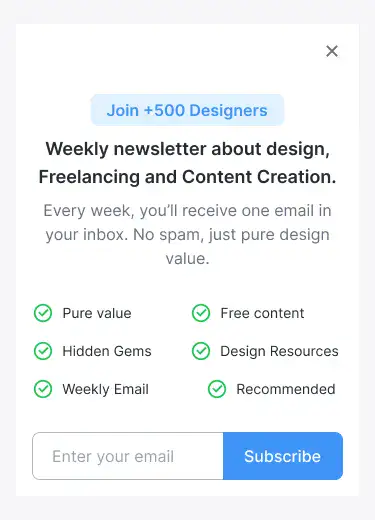 Join +500 Designers
Weekly newsletter about design,
Freelancing and Content Creation.
Every week, you’ll receive one email in
your inbox. No spam, just pure design
value.
Pure value
Free content
Hidden Gems
Design Resources
Weekly Email
Recommended
Enter your email
Subscribe